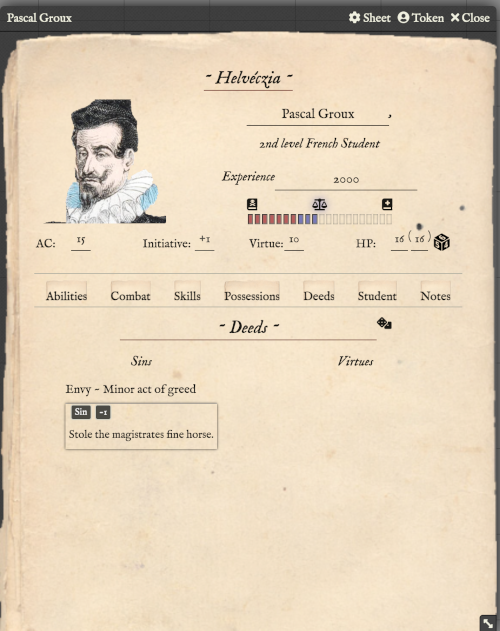 Pascal Groux Sheet Token Close
~ Helvéczia ~
Pascal Groux ,
2nd level French Student
Experience 2000
AC: 15 Initiative: +1 Virtue: 10 HP: 16 ( 16 )
Abilities Combat Skills Possessions Deeds Student Notes
~ Deeds ~
Sins Virtues
Envy - Minor act of greed
Sin -1
Stole the magistrates fine horse.